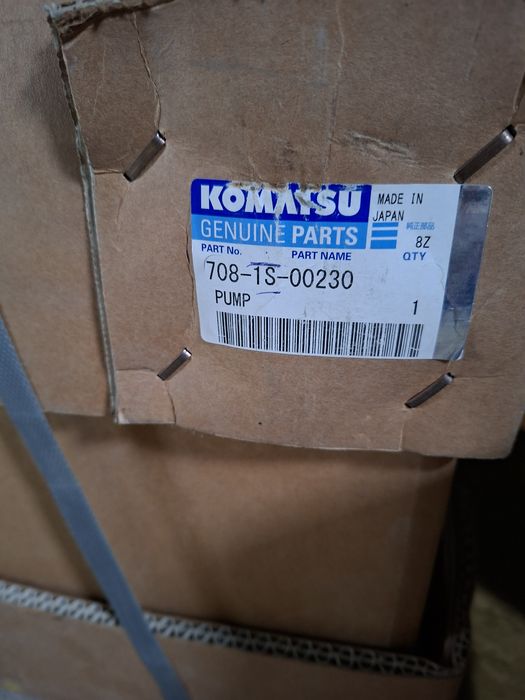 KOMATSU
MADE IN
JAPAN
GENUINE PARTS
純正部品
8Z
PART No.
PART NAME
QTY
708-1S-00230
PUMP
1